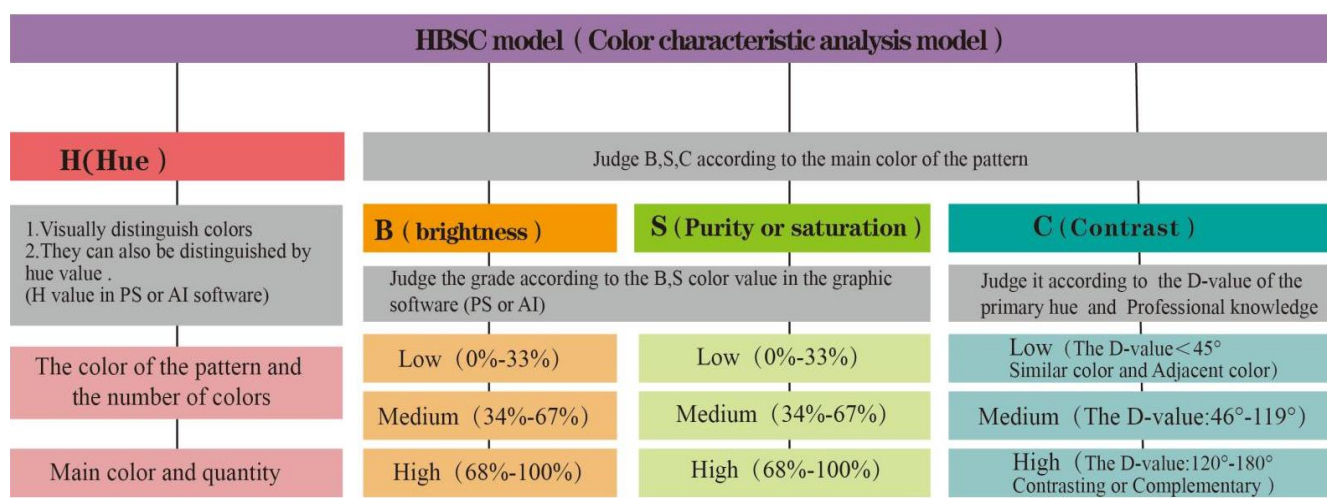 HBSC model ( Color characteristic analysis model )
H(Hue )
Judge B,S,C according to the main color of the pattern
1.Visually distinguish colors
2.They can also be distinguished by
hue value .
(H value in PS or AI software)
B ( brightness )
S (Purity or saturation )
C (Contrast )
Judge the grade according to the B,S color value in the graphic
software (PS or AI)
Judge it according to the D-value of the
primary hue and Professional knowledge
The color of the pattern and
the number of colors
Low (0%-33%)
Low (0%-33%)
Low (The D-value<45°
Similar color and Adjacent color)
Medium (34%-67%)
Medium (34%-67%)
Medium (The D-value:46°-119°)
Main color and quantity
High (68%-100%)
High (68%-100%)
High (The D-value:120°-180°
Contrasting or Complementary )